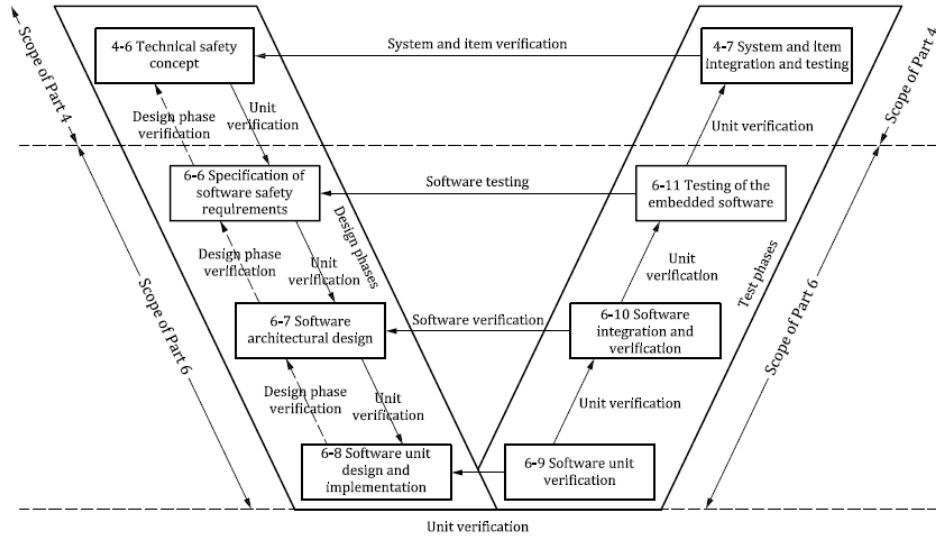 4-6 Technical safety
concept
System and item verification
4-7 System and item
integration and testing
Scope of Part 4
Scope of Part 4
Design phase
verification
Unit
verification
Unit verification
6-6 Specification of
software safety
requirements
Software testing
6-11 Testing of the
embedded software
Design phases
Design phase
verification
Unit
verification
Unit
verification
Test phases
Scope of Part 6
Scope of Part 6
6-7 Software
architectural design
Software verification
6-10 Software
integration and
verification
Design phase
verification
Unit
verification
Unit verification
6-8 Software unit
design and
implementation
6-9 Software unit
verification
Unit verification